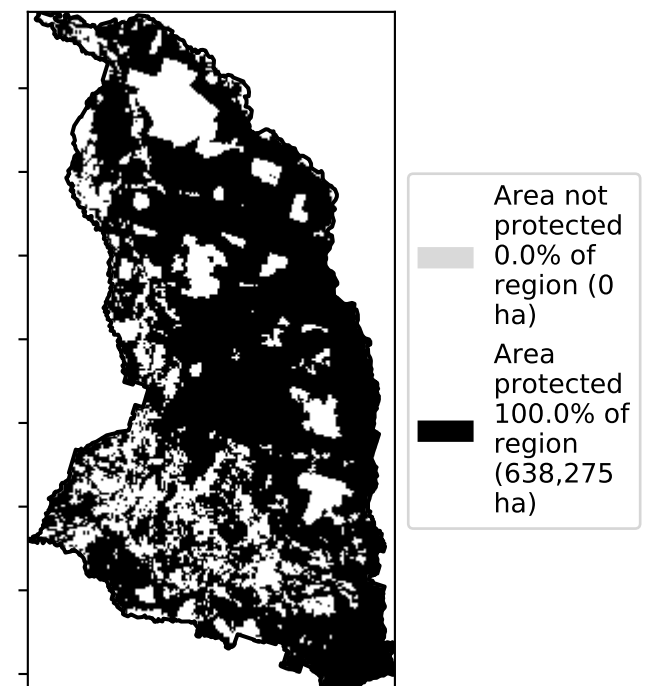 Area not
protected
0.0% of
region (0
ha)
Area
protected
100.0% of
region
(638,275
ha)